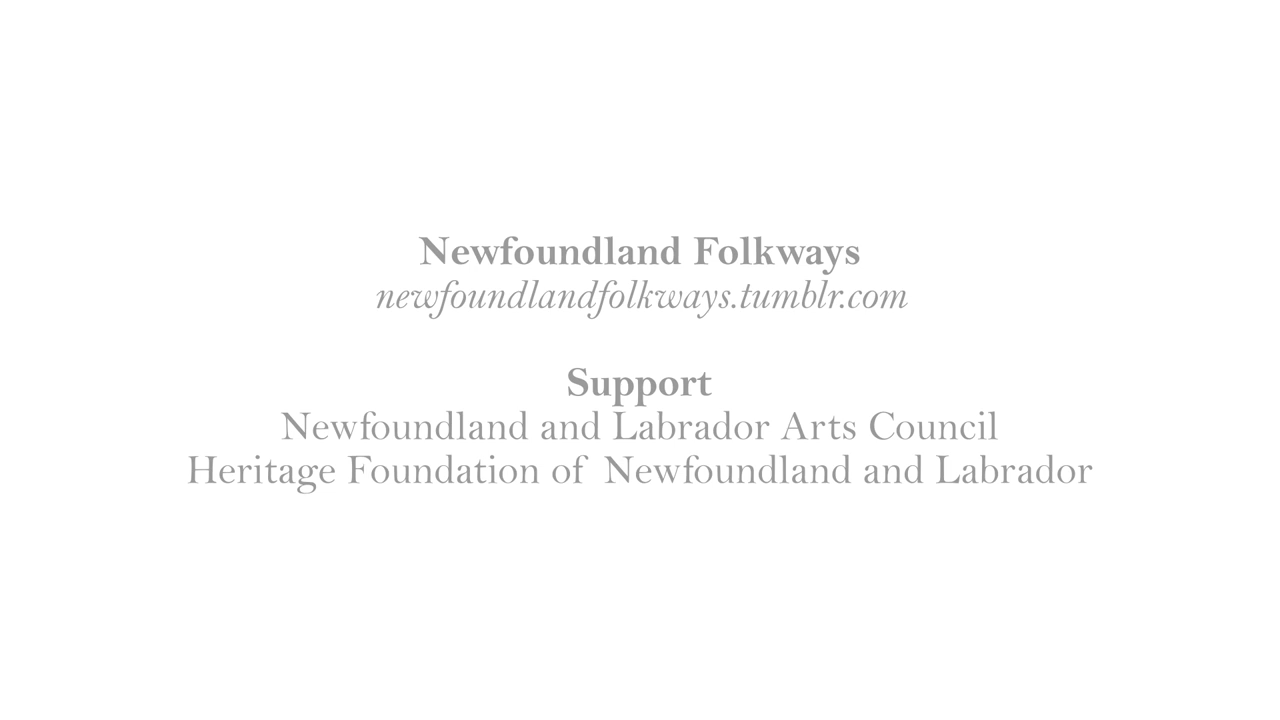 Newfoundland Folkways
newfoundlandfolkways.tumblr.com
Support
Newfoundland and Labrador Arts Council
Heritage Foundation of Newfoundland and Labrador